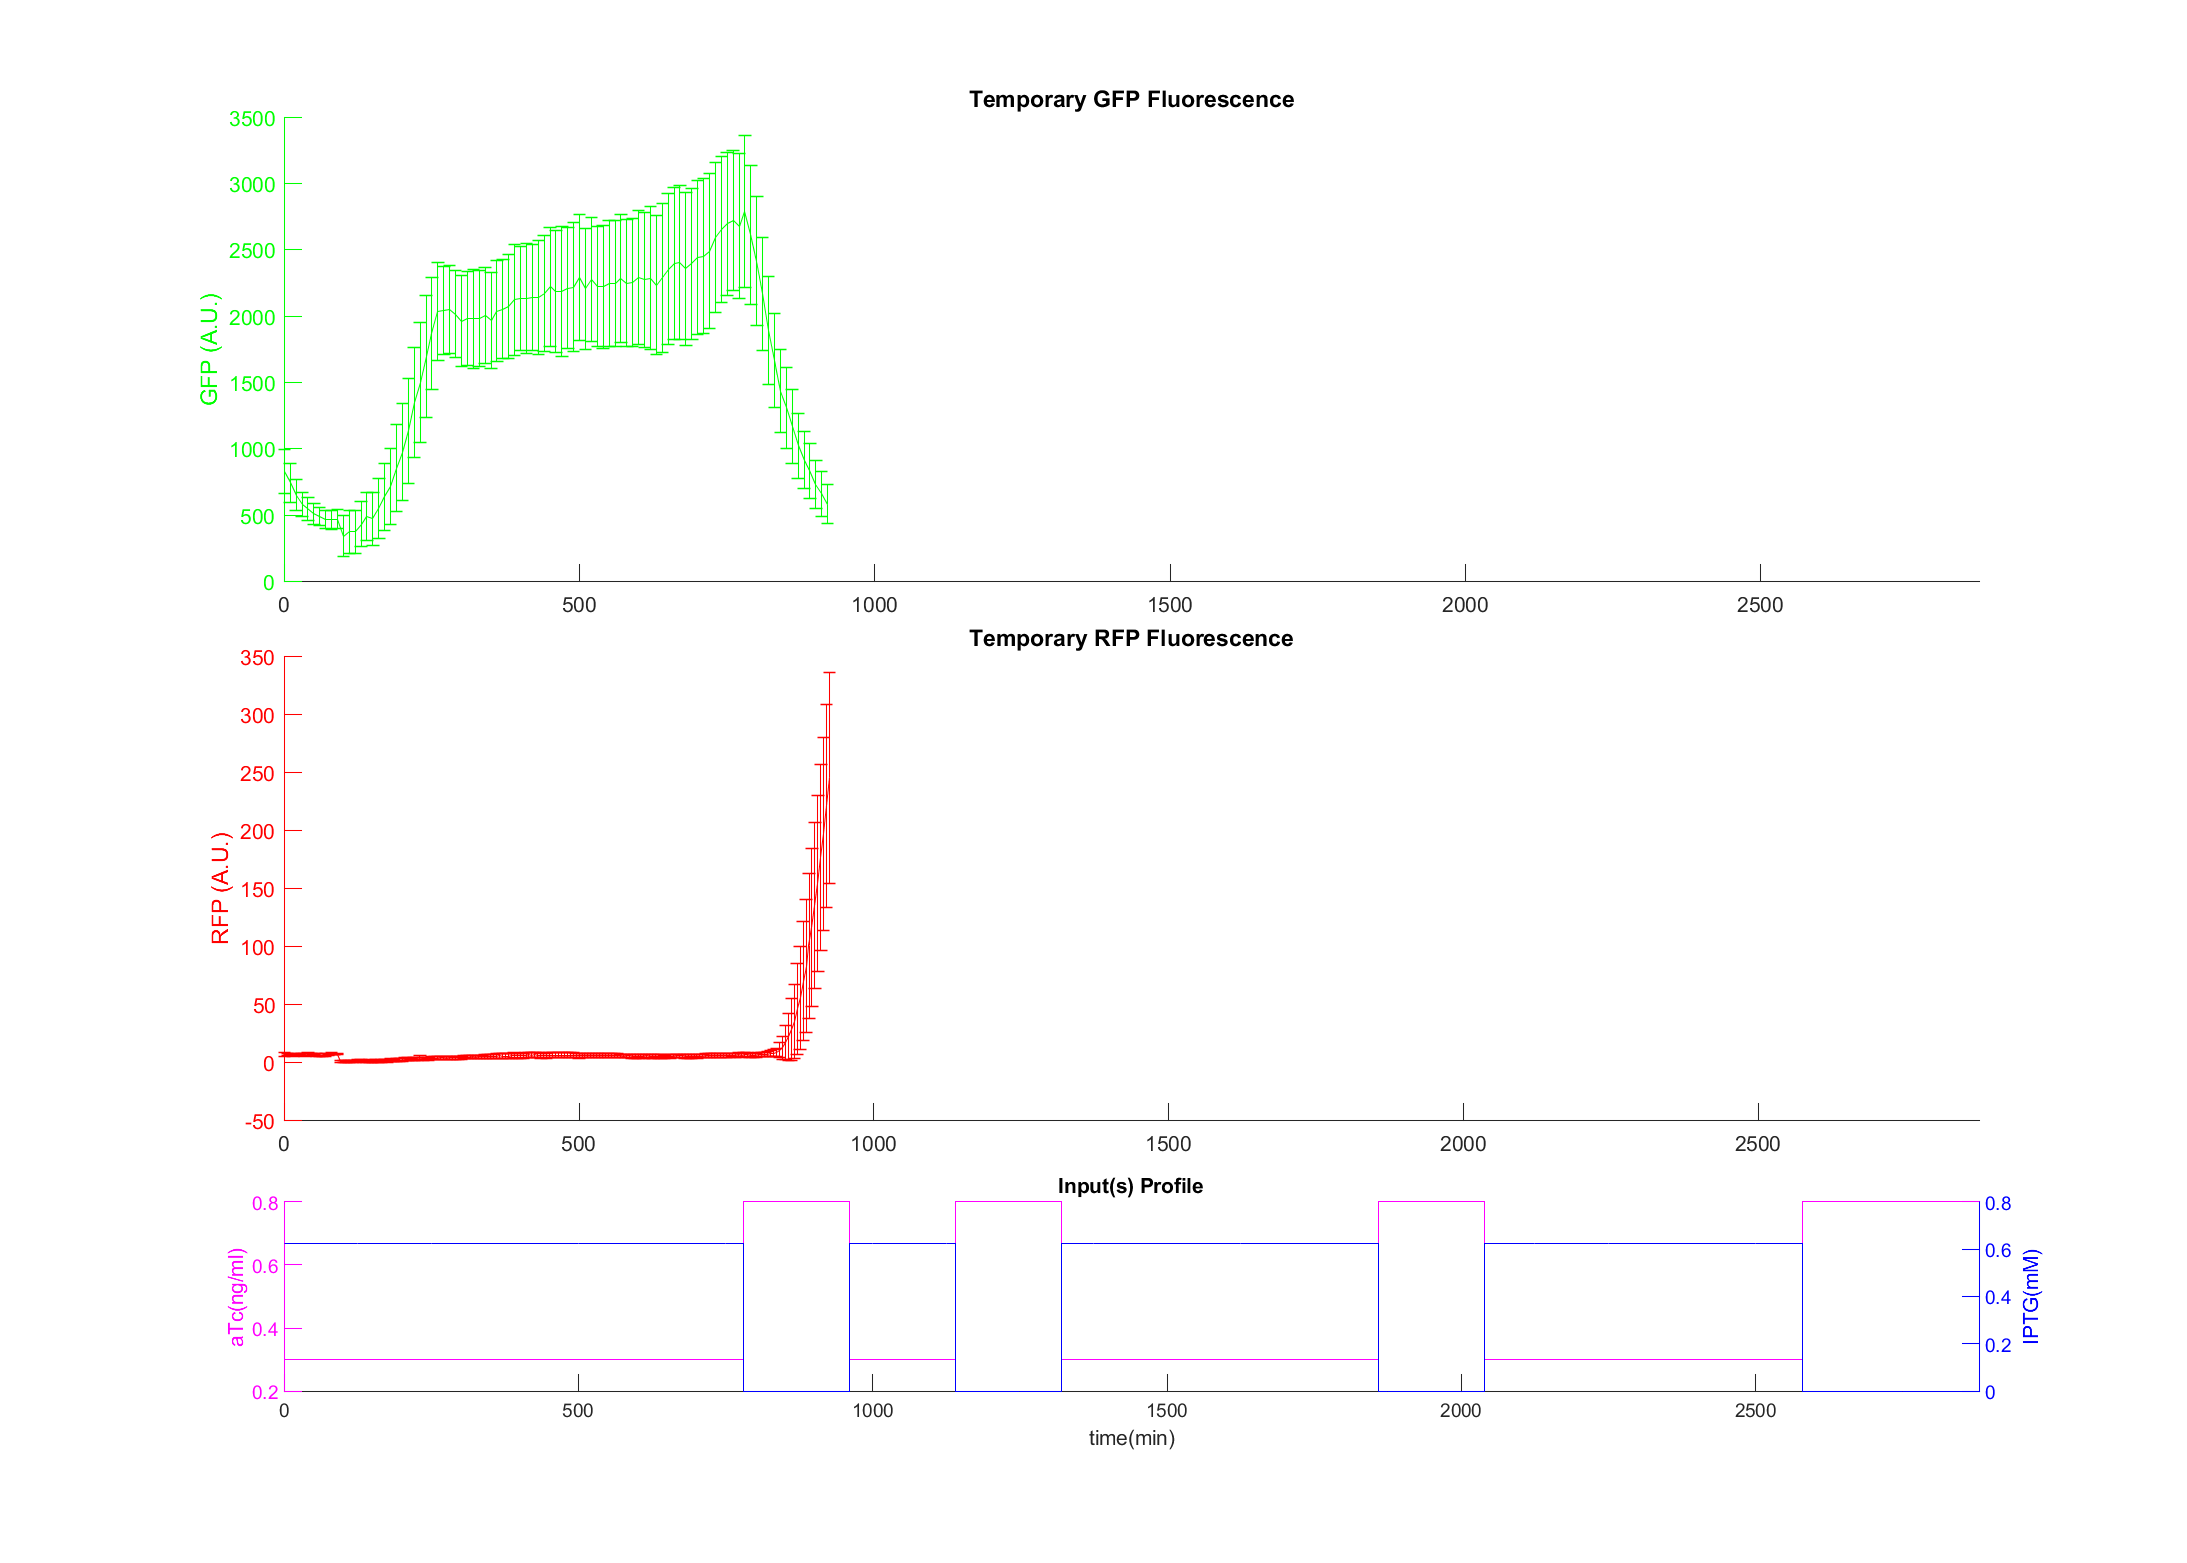 Temporary GFP Fluorescence
GFP (A.U.)
3500
3000
2500
2000
1500
1000
500
0
0 500 1000 1500 2000 2500
Temporary RFP Fluorescence
RFP (A.U.)
350
300
250
200
150
100
50
0
-50
0 500 1000 1500 2000 2500
Input(s) Profile
aTc(ng/ml)
0.8
0.6
0.4
0.2
0.8
0.6
0.4
0.2
0
IPTG(mM)
0 500 1000 1500 2000 2500
time(min)